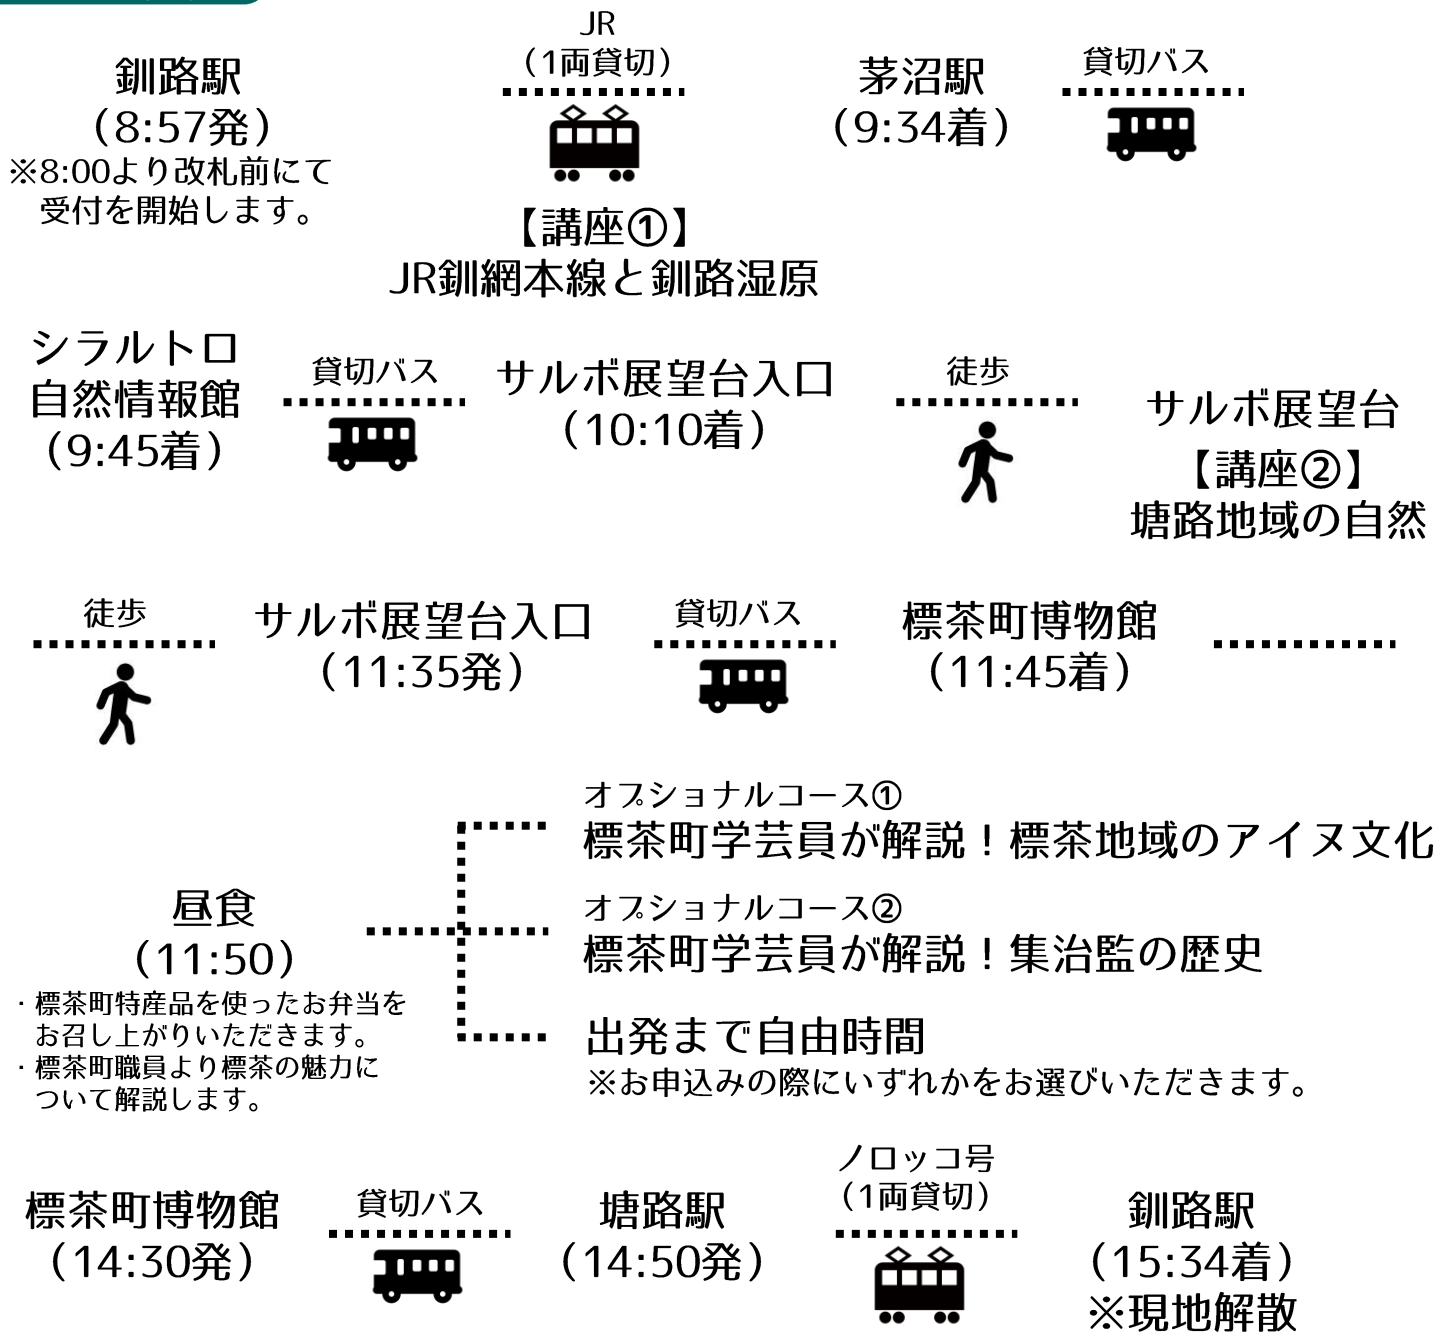 釧路駅
（8:57発）
※8:00より改札前にて
受付を開始します。
JR
（1両貸切）
【講座①】
JR釧網本線と釧路湿原
茅沼駅
（9:34着）
貸切バス
シラルトロ
自然情報館
（9:45着）
貸切バス
サルボ展望台入口
（10:10着）
徒歩
サルボ展望台
【講座②】
塘路地域の自然
徒歩
サルボ展望台入口
（11:35発）
貸切バス
標茶町博物館
（11:45着）
昼食
（11:50）
・標茶町特産品を使ったお弁当を
お召し上がりいただきます。
・標茶町職員より標茶の魅力に
ついて解説します。
オプショナルコース①
標茶町学芸員が解説！標茶地域のアイヌ文化
オプショナルコース②
標茶町学芸員が解説！集治監の歴史
出発まで自由時間
※お申込みの際にいずれかをお選びいただきます。
標茶町博物館
（14:30発）
貸切バス
塘路駅
（14:50発）
ノロッコ号
（1両貸切）
釧路駅
（15:34着）
※現地解散